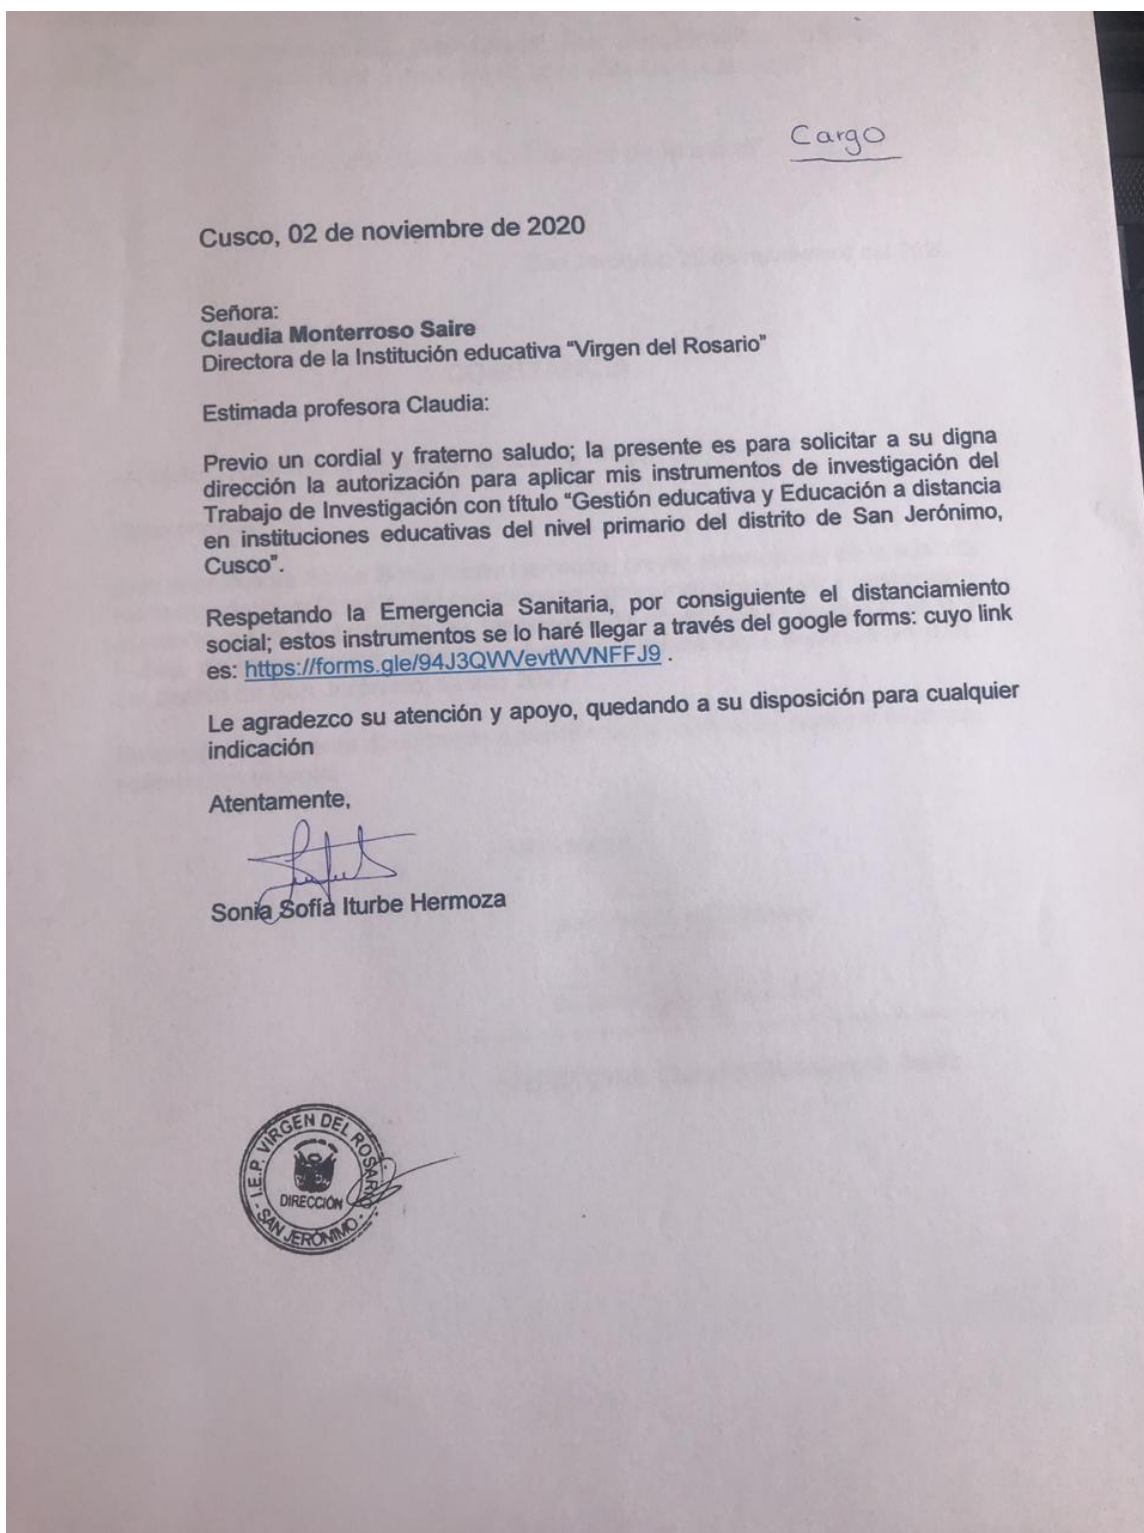 Cargo
Cusco, 02 de noviembre de 2020
Señora:
Claudia Monterroso Saire
Directora de la Institución educativa “Virgen del Rosario”
Estimada profesora Claudia:
Previo un cordial y fraterno saludo; la presente es para solicitar a su digna
dirección la autorización para aplicar mis instrumentos de investigación del
Trabajo de Investigación con título “Gestión educativa y Educación a distancia
en instituciones educativas del nivel primario del distrito de San Jerónimo,
Cusco”.
Respetando la Emergencia Sanitaria, por consiguiente el distanciamiento
social; estos instrumentos se lo haré llegar a través del google forms: cuyo link
es: https://forms.gle/94J3QWVevtWVNFFJ9 .
Le agradezco su atención y apoyo, quedando a su disposición para cualquier
indicación
Atentamente,
Sonia Sofía Iturbe Hermoza
I.E.P. VIRGEN DEL ROSARIO
DIRECCIÓN
SAN JERÓNIMO